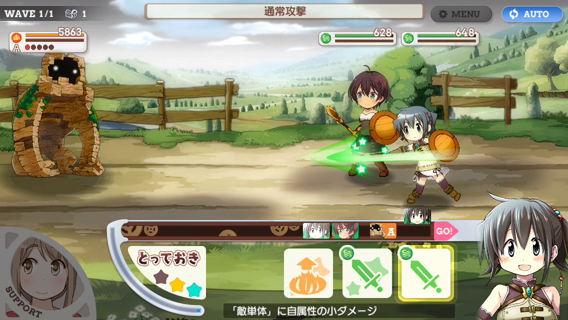 WAVE 1/1
1
通常攻撃
MENU
AUTO
5863
A
628
648
A
GO!
とっておき
SUPPORT
「敵単体」に自属性の小ダメージ